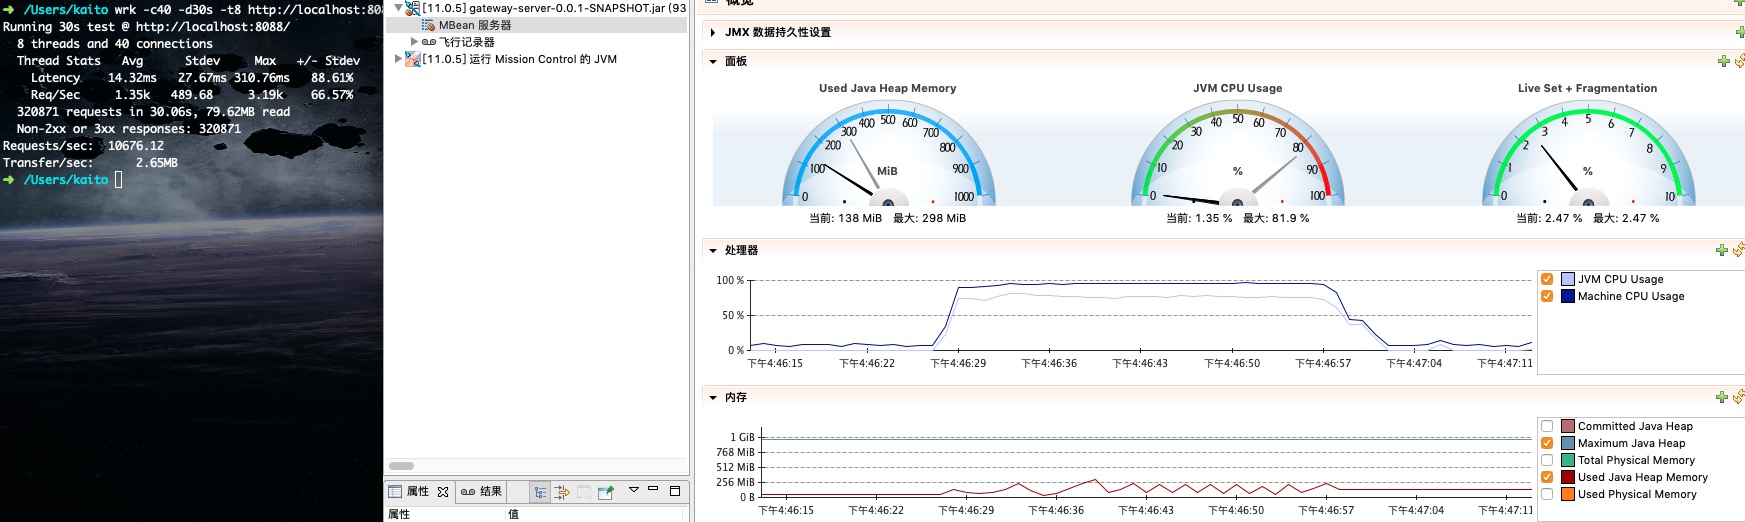 ➜ /Users/kaito wrk -c40 -d30s -t8 http://localhost:808
Running 30s test @ http://localhost:8088/
8 threads and 40 connections
Thread Stats Avg Stdev Max +/- Stdev
Latency 14.32ms 27.67ms 310.76ms 88.61%
Req/Sec 1.35k 489.68 3.19k 66.57%
320871 requests in 30.06s, 79.62MB read
Non-2xx or 3xx responses: 320871
Requests/sec: 10676.12
Transfer/sec: 2.65MB
➜ /Users/kaito
[11.0.5] gateway-server-0.0.1-SNAPSHOT.jar (93
MBean 服务器
飞行记录器
[11.0.5] 运行 Mission Control 的 JVM
属性 结果
属性 值
概览
JMX 数据持久性设置
面板
Used Java Heap Memory
0 100 200 300 400 500 600 700 800 900 1000
MiB
当前: 138 MiB 最大: 298 MiB
JVM CPU Usage
0 10 20 30 40 50 60 70 80 90 100
%
当前: 1.35 % 最大: 81.9 %
Live Set + Fragmentation
0 1 2 3 4 5 6 7 8 9 10
%
当前: 2.47 % 最大: 2.47 %
处理器
100 %
50 %
0 %
下午4:46:15 下午4:46:22 下午4:46:29 下午4:46:36 下午4:46:43 下午4:46:50 下午4:46:57 下午4:47:04 下午4:47:11
JVM CPU Usage
Machine CPU Usage
内存
1 GiB
768 MiB
512 MiB
256 MiB
0 B
下午4:46:15 下午4:46:22 下午4:46:29 下午4:46:36 下午4:46:43 下午4:46:50 下午4:46:57 下午4:47:04 下午4:47:11
Committed Java Heap
Maximum Java Heap
Total Physical Memory
Used Java Heap Memory
Used Physical Memory